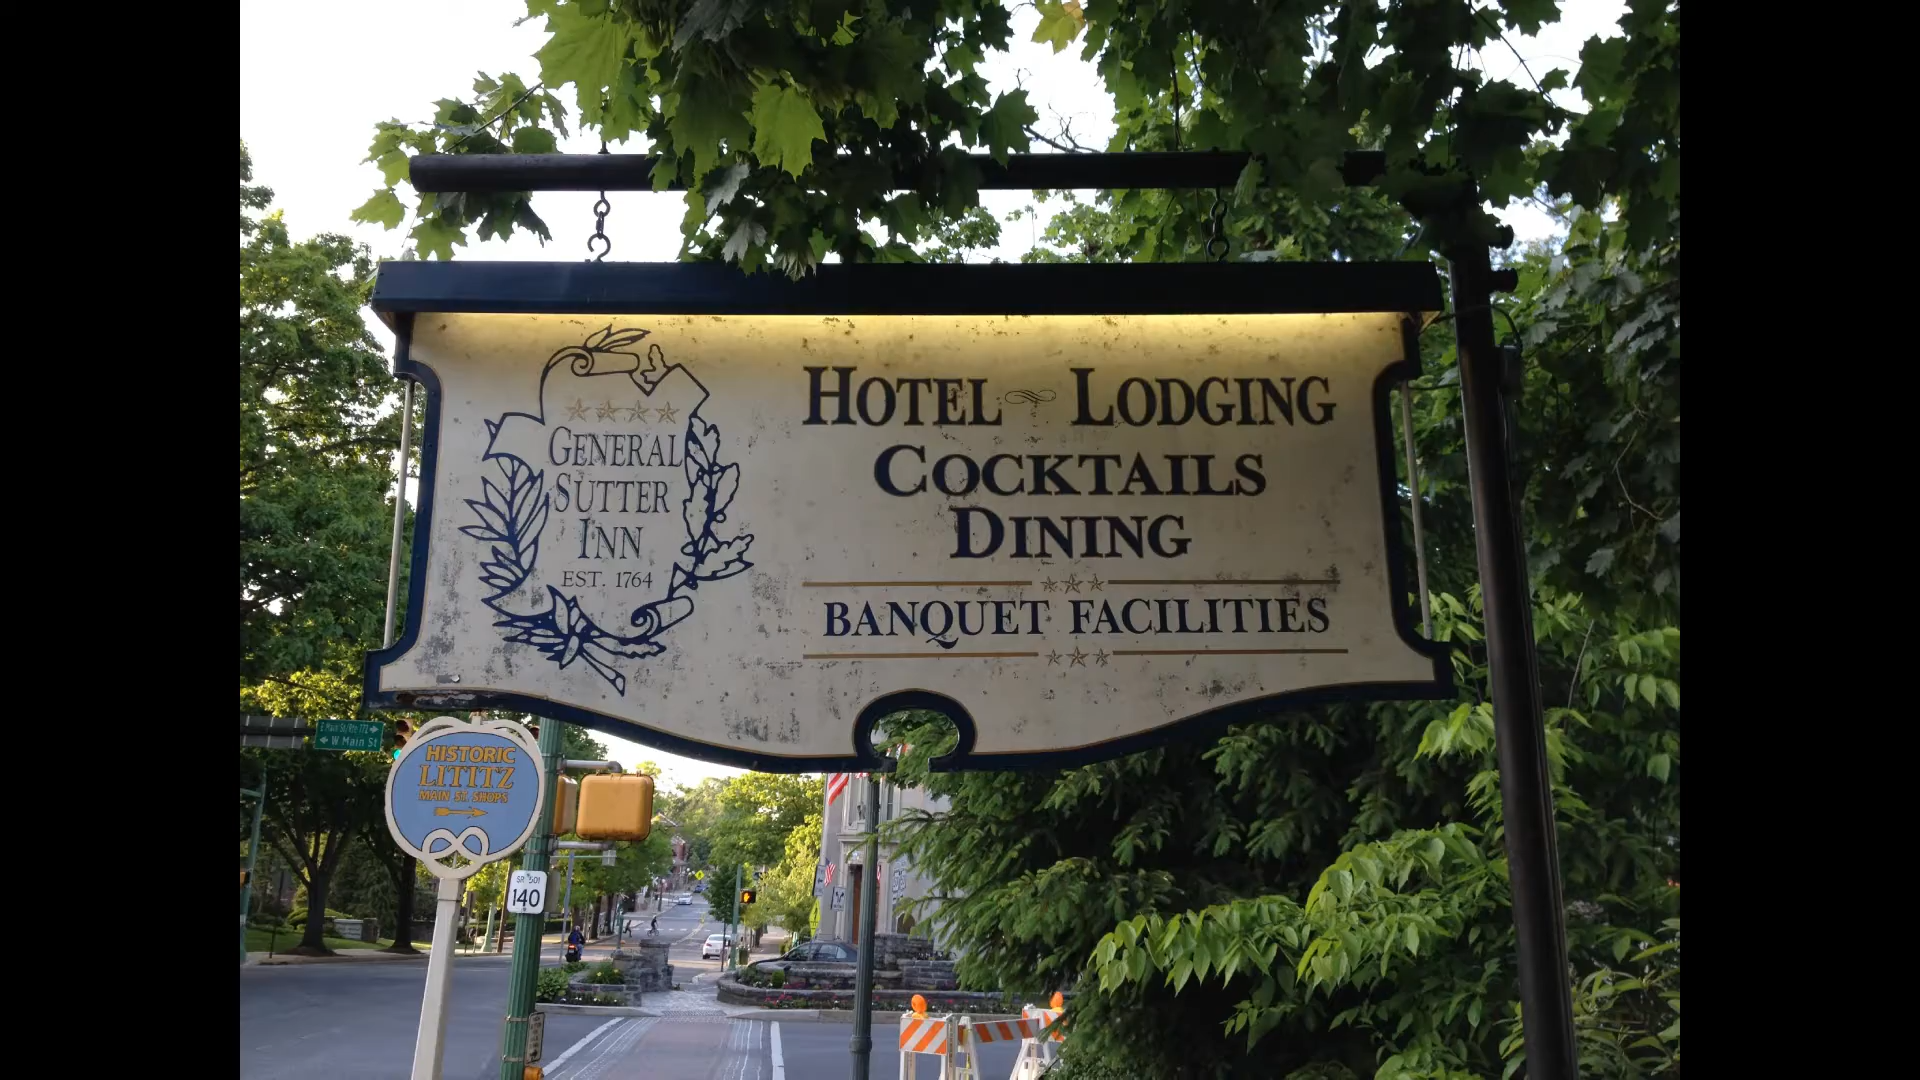 GENERAL
SUTTER
INN
EST. 1764
HOTEL LODGING
COCKTAILS
DINING
BANQUET FACILITIES
W Main St
HISTORIC
LITITZ
MAIN ST. SHOPS
SR 501
140